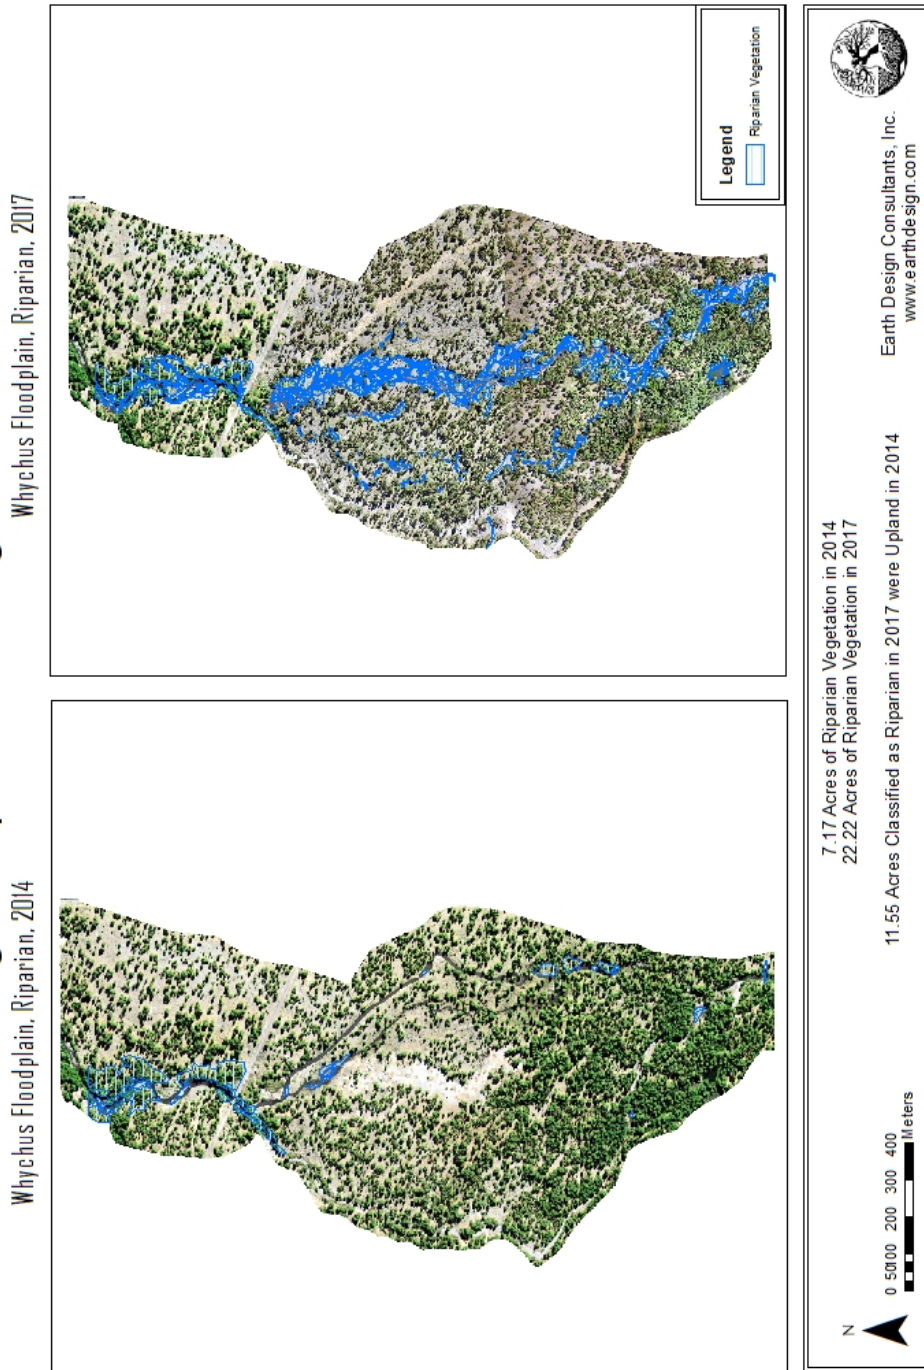 Whychus Floodplain, Riparian, 2014
Whychus Floodplain, Riparian, 2017
Legend
Riparian Vegetation
N
0 50100 200 300 400
Meters
7.17 Acres of Riparian Vegetation in 2014
22.22 Acres of Riparian Vegetation in 2017
11.55 Acres Classified as Riparian in 2017 were Upland in 2014
Earth Design Consultants, Inc.
www.earthdesign.com